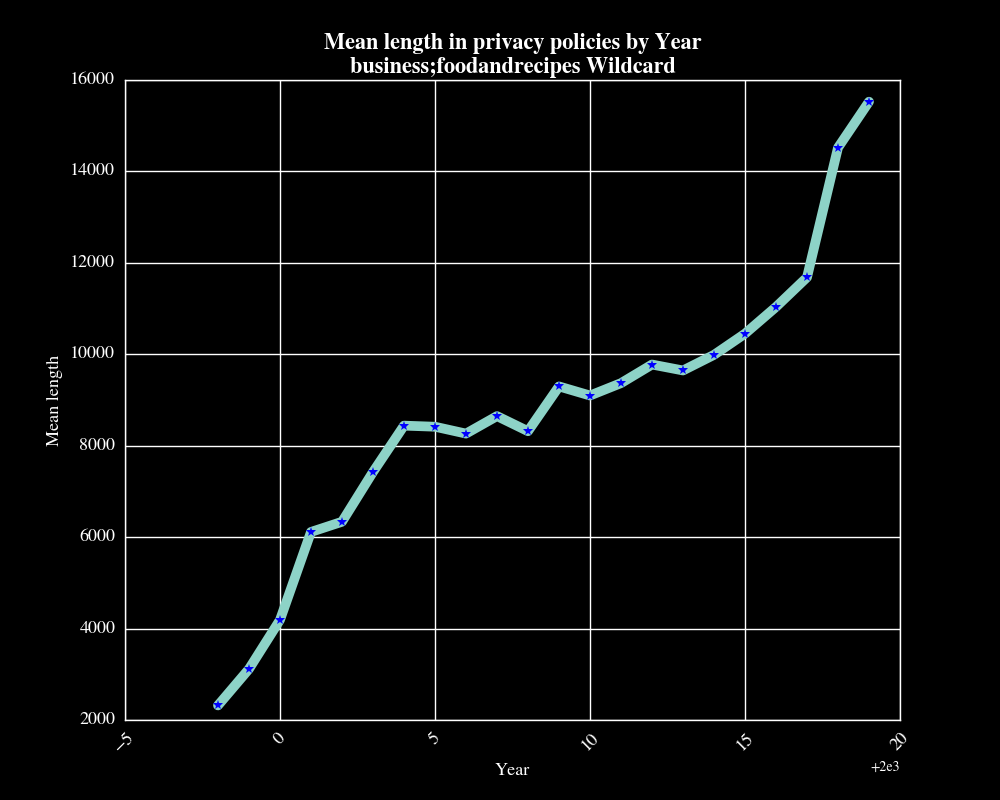 Mean length in privacy policies by Year
business;foodandrecipes Wildcard
16000
14000
12000
10000
8000
6000
4000
2000
Mean length
−5
0
5
10
15
20
Year
+2e3